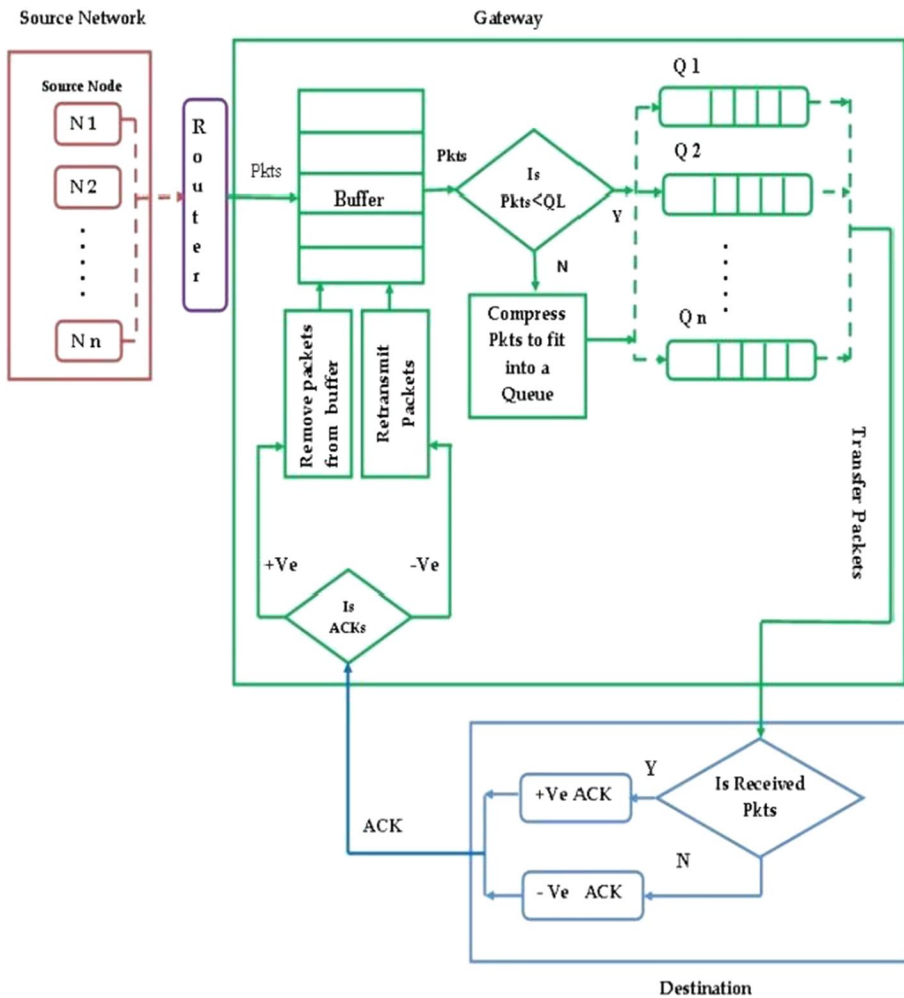 Source Network
Gateway
Source Node
N 1
N 2
N n
Router
Pkts
Buffer
Pkts
Is
Pkts<QL
Y
N
Compress
Pkts to fit
into a
Queue
Q 1
Q 2
Q n
Remove packets
from buffer
Retransmit
Packets
+Ve
-Ve
Is
ACKs
Transfer Packets
ACK
Is Received
Pkts
Y
+Ve ACK
N
- Ve ACK
Destination